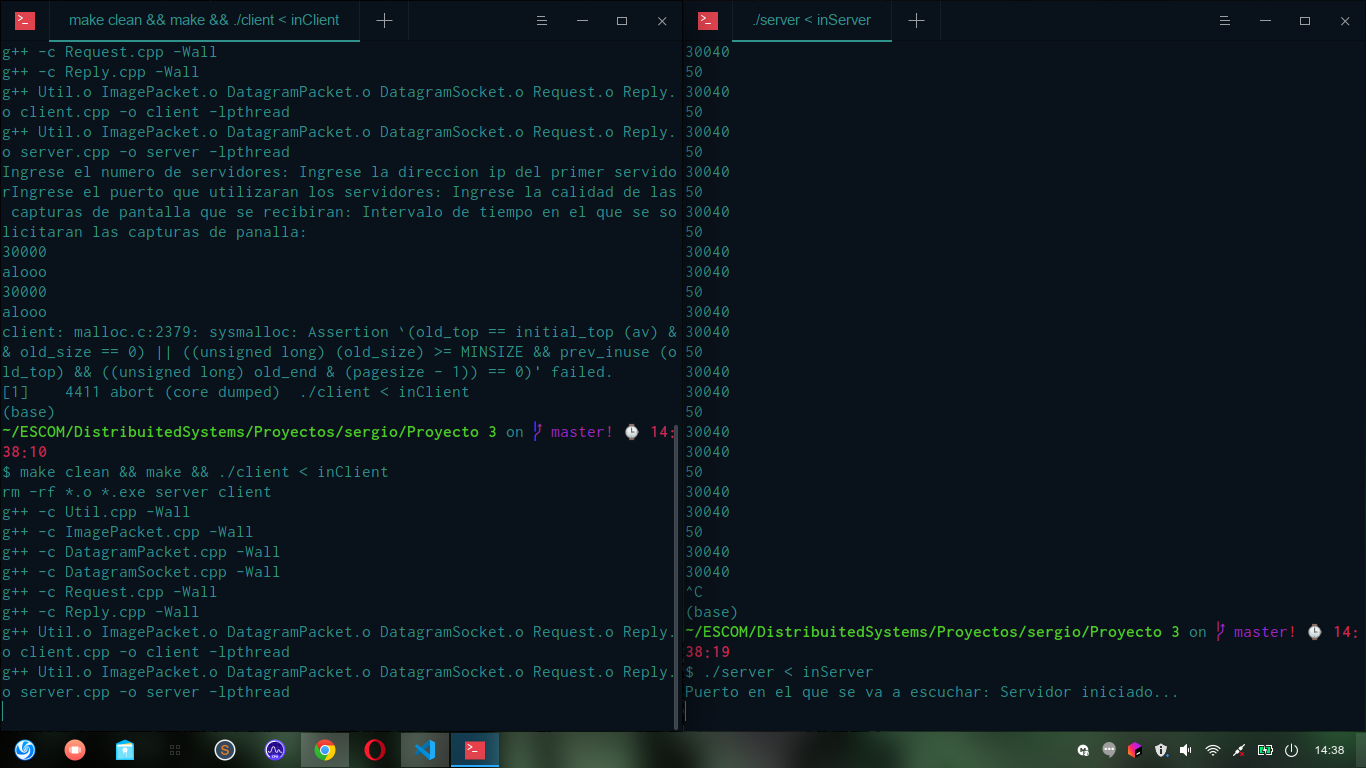 make clean && make && ./client < inClient
g++ -c Request.cpp -Wall
g++ -c Reply.cpp -Wall
g++ Util.o ImagePacket.o DatagramPacket.o DatagramSocket.o Request.o Reply.
o client.cpp -o client -lpthread
g++ Util.o ImagePacket.o DatagramPacket.o DatagramSocket.o Request.o Reply.
o server.cpp -o server -lpthread
Ingrese el numero de servidores: Ingrese la direccion ip del primer servido
rIngrese el puerto que utilizaran los servidores: Ingrese la calidad de las
 capturas de pantalla que se recibiran: Intervalo de tiempo en el que se so
licitaran las capturas de panalla:
30000
alooo
30000
alooo
client: malloc.c:2379: sysmalloc: Assertion `(old_top == initial_top (av) &
& old_size == 0) || ((unsigned long) (old_size) >= MINSIZE && prev_inuse (o
ld_top) && ((unsigned long) old_end & (pagesize - 1)) == 0)' failed.
[1]    4411 abort (core dumped)  ./client < inClient
(base)
~/ESCOM/DistribuitedSystems/Proyectos/sergio/Proyecto 3 on master! ⌚ 14:
38:10
$ make clean && make && ./client < inClient
rm -rf *.o *.exe server client
g++ -c Util.cpp -Wall
g++ -c ImagePacket.cpp -Wall
g++ -c DatagramPacket.cpp -Wall
g++ -c DatagramSocket.cpp -Wall
g++ -c Request.cpp -Wall
g++ -c Reply.cpp -Wall
g++ Util.o ImagePacket.o DatagramPacket.o DatagramSocket.o Request.o Reply.
o client.cpp -o client -lpthread
g++ Util.o ImagePacket.o DatagramPacket.o DatagramSocket.o Request.o Reply.
o server.cpp -o server -lpthread
./server < inServer
30040
50
30040
50
30040
50
30040
50
30040
50
30040
30040
50
30040
30040
50
30040
30040
50
30040
30040
50
30040
30040
50
30040
30040
^C
(base)
~/ESCOM/DistribuitedSystems/Proyectos/sergio/Proyecto 3 on master! ⌚ 14:
38:19
$ ./server < inServer
Puerto en el que se va a escuchar: Servidor iniciado...
14:38